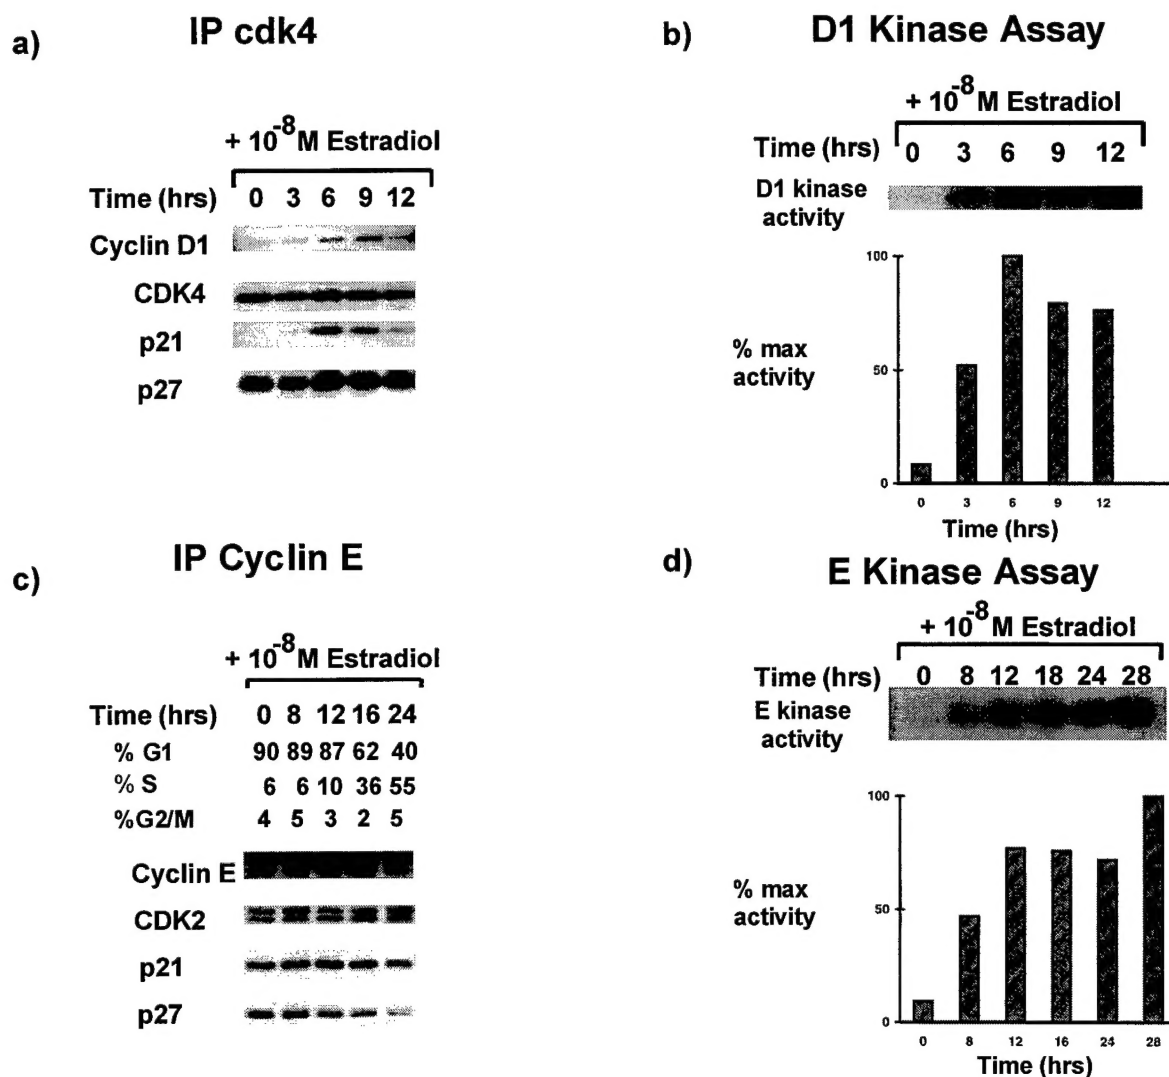 a)
IP cdk4
+ 10-8 M Estradiol
Time (hrs) 0 3 6 9 12
Cyclin D1
CDK4
p21
p27
b)
D1 Kinase Assay
+ 10-8 M Estradiol
Time (hrs) 0 3 6 9 12
D1 kinase
activity
100
% max
activity
50
0
0 3 6 9 12
Time (hrs)
c)
IP Cyclin E
+ 10-8 M Estradiol
Time (hrs) 0 8 12 16 24
% G1 90 89 87 62 40
% S 6 6 10 36 55
%G2/M 4 5 3 2 5
Cyclin E
CDK2
p21
p27
d)
E Kinase Assay
+ 10-8 M Estradiol
Time (hrs) 0 8 12 18 24 28
E kinase
activity
100
% max
activity
50
0
0 8 12 16 24 28
Time (hrs)